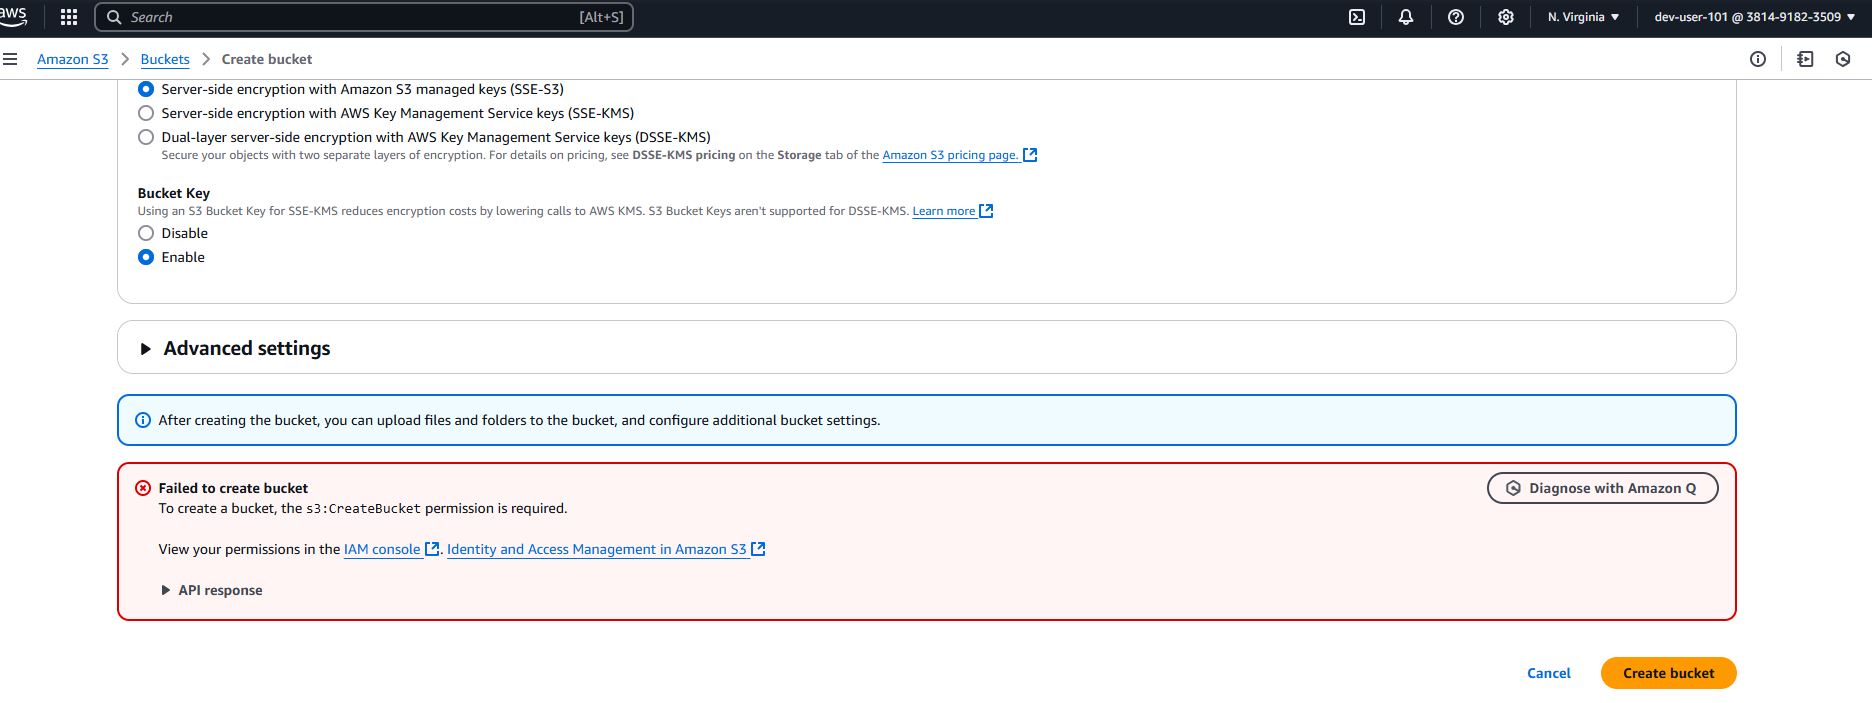 aws
Search [Alt+S] N. Virginia ▼ dev-user-101 @ 3814-9182-3509 ▼
Amazon S3 > Buckets > Create bucket
Server-side encryption with Amazon S3 managed keys (SSE-S3)
Server-side encryption with AWS Key Management Service keys (SSE-KMS)
Dual-layer server-side encryption with AWS Key Management Service keys (DSSE-KMS)
Secure your objects with two separate layers of encryption. For details on pricing, see DSSE-KMS pricing on the Storage tab of the Amazon S3 pricing page.
Bucket Key
Using an S3 Bucket Key for SSE-KMS reduces encryption costs by lowering calls to AWS KMS. S3 Bucket Keys aren't supported for DSSE-KMS. Learn more
Disable
Enable
Advanced settings
After creating the bucket, you can upload files and folders to the bucket, and configure additional bucket settings.
Failed to create bucket
Diagnose with Amazon Q
To create a bucket, the s3:CreateBucket permission is required.
View your permissions in the IAM console. Identity and Access Management in Amazon S3
API response
Cancel Create bucket